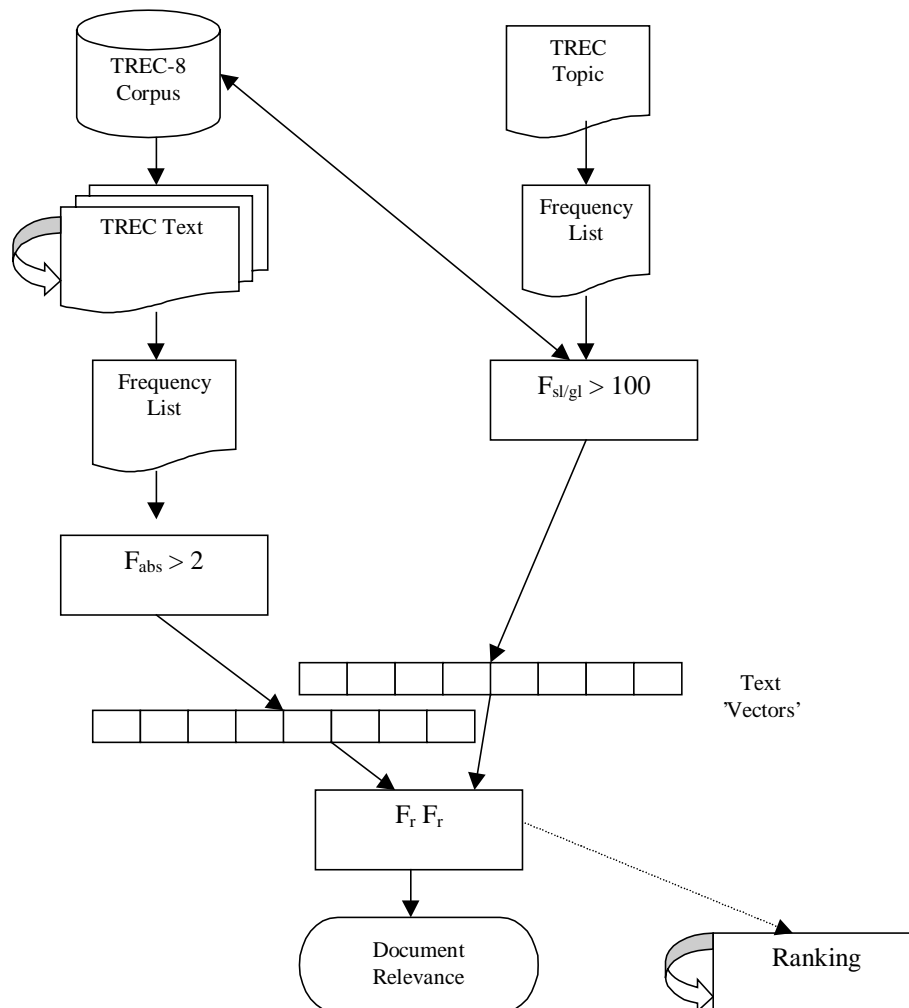 TREC-8
Corpus
TREC
Topic
TREC Text
Frequency
List
Frequency
List
F_sl/gl > 100
F_abs > 2
Text
'Vectors'
F_r F_r
Document
Relevance
Ranking